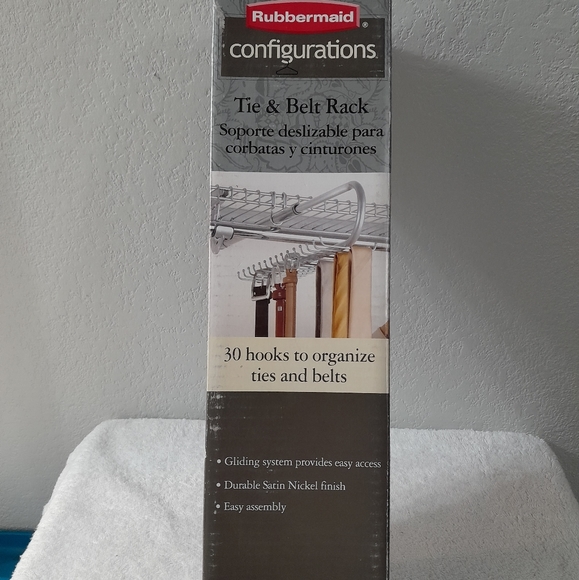 Rubbermaid®
configurations
Tie & Belt Rack
Soporte deslizable para
corbatas y cinturones
30 hooks to organize
ties and belts
• Gliding system provides easy access
• Durable Satin Nickel finish
• Easy assembly